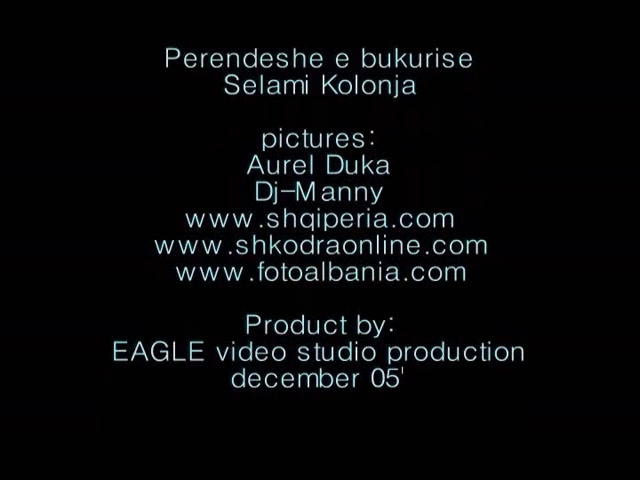 Perendeshe e bukurise
Selami Kolonja
pictures:
Aurel Duka
Dj-Manny
www.shqiperia.com
www.shkodraonline.com
www.fotoalbania.com
Product by:
EAGLE video studio production
december 05'